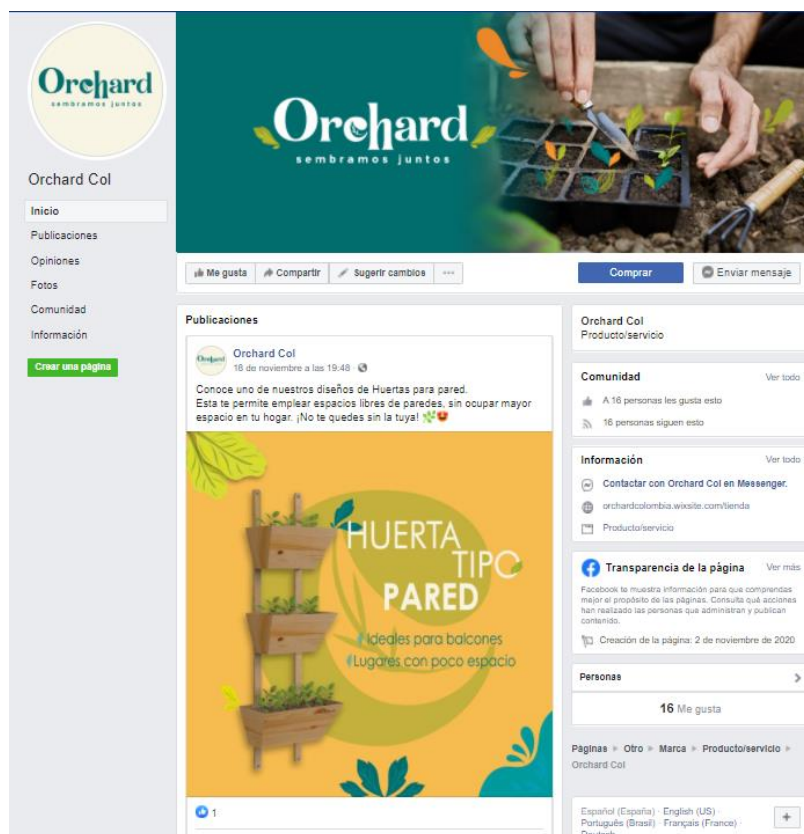 Orchard
sembramos juntos
Orchard Col
Inicio
Publicaciones
Opiniones
Fotos
Comunidad
Información
Crear una página
Orchard
sembramos juntos
Me gusta
Compartir
Sugerir cambios
Comprar
Enviar mensaje
Publicaciones
Orchard
Orchard Col
18 de noviembre a las 19:48
Conoce uno de nuestros diseños de Huertas para pared.
Esta te permite emplear espacios libres de paredes, sin ocupar mayor
espacio en tu hogar. ¡No te quedes sin la tuya!
HUERTA
TIPO
PARED
Ideales para balcones
Lugares con poco espacio
1
Orchard Col
Producto/servicio
Comunidad Ver todo
A 16 personas les gusta esto
16 personas siguen esto
Información Ver todo
Contactar con Orchard Col en Messenger.
orchardcolombia.wixsite.com/tienda
Producto/servicio
Transparencia de la página Ver más
Facebook te muestra información para que comprendas
mejor el propósito de las páginas. Consulta qué acciones
han realizado las personas que administran y publican
contenido.
Creación de la página: 2 de noviembre de 2020
Personas
16 Me gusta
Páginas Otro Marca Producto/servicio
Orchard Col
Español (España) · English (US) ·
Português (Brasil) · Français (France) ·